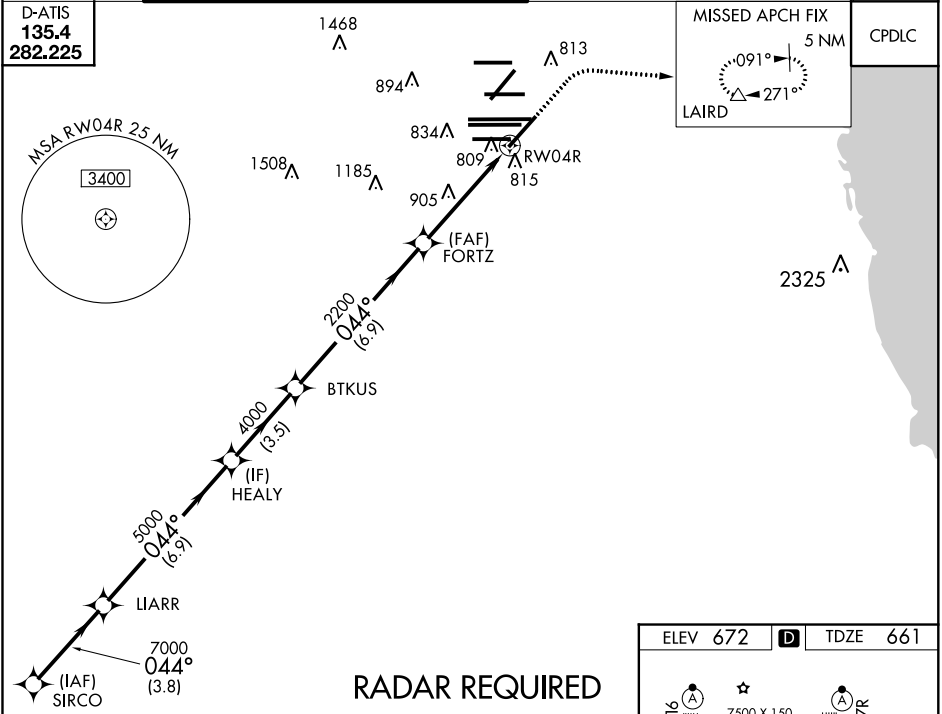 D-ATIS
135.4
282.225
1468
813
MISSED APCH FIX
5 NM
091°
271°
LAIRD
CPDLC
894
834
809
RW04R
815
MSA RW04R 25 NM
3400
1508
1185
905
(FAF)
FORTZ
2325
2200
044°
(6.9)
BTKUS
4000
(3.5)
(IF)
HEALY
5000
044°
(6.9)
LIARR
7000
044°
(3.8)
(IAF)
SIRCO
RADAR REQUIRED
ELEV 672 D TDZE 661
A
A
7500 X 150